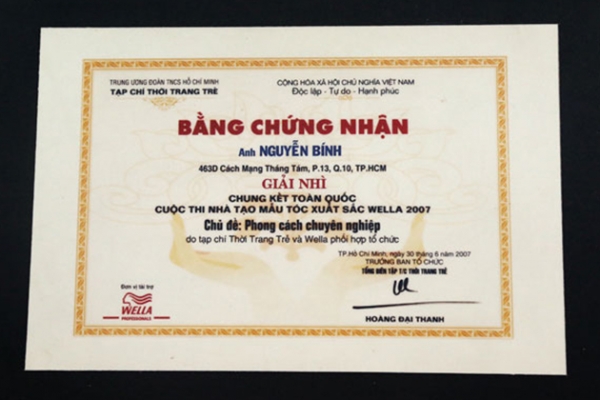 TRUNG ƯƠNG ĐOÀN TNCS HỒ CHÍ MINH
TẠP CHÍ THỜI TRANG TRẺ
CỘNG HÒA XÃ HỘI CHỦ NGHĨA VIỆT NAM
Độc lập - Tự do - Hạnh phúc
BẰNG CHỨNG NHẬN
Anh NGUYỄN BÍNH
463D Cách Mạng Tháng Tám, P.13, Q.10, TP.HCM
GIẢI NHÌ
CHUNG KẾT TOÀN QUỐC
CUỘC THI NHÀ TẠO MẪU TÓC XUẤT SẮC WELLA 2007
Chủ đề: Phong cách chuyên nghiệp
do tạp chí Thời Trang Trẻ và Wella phối hợp tổ chức
TP.Hồ Chí Minh, ngày 30 tháng 6 năm 2007
TRƯỞNG BAN TỔ CHỨC
TỔNG BIÊN TẬP T/C THỜI TRANG TRẺ
Đơn vị tài trợ
WELLA
PROFESSIONALS
HOÀNG ĐẠI THANH